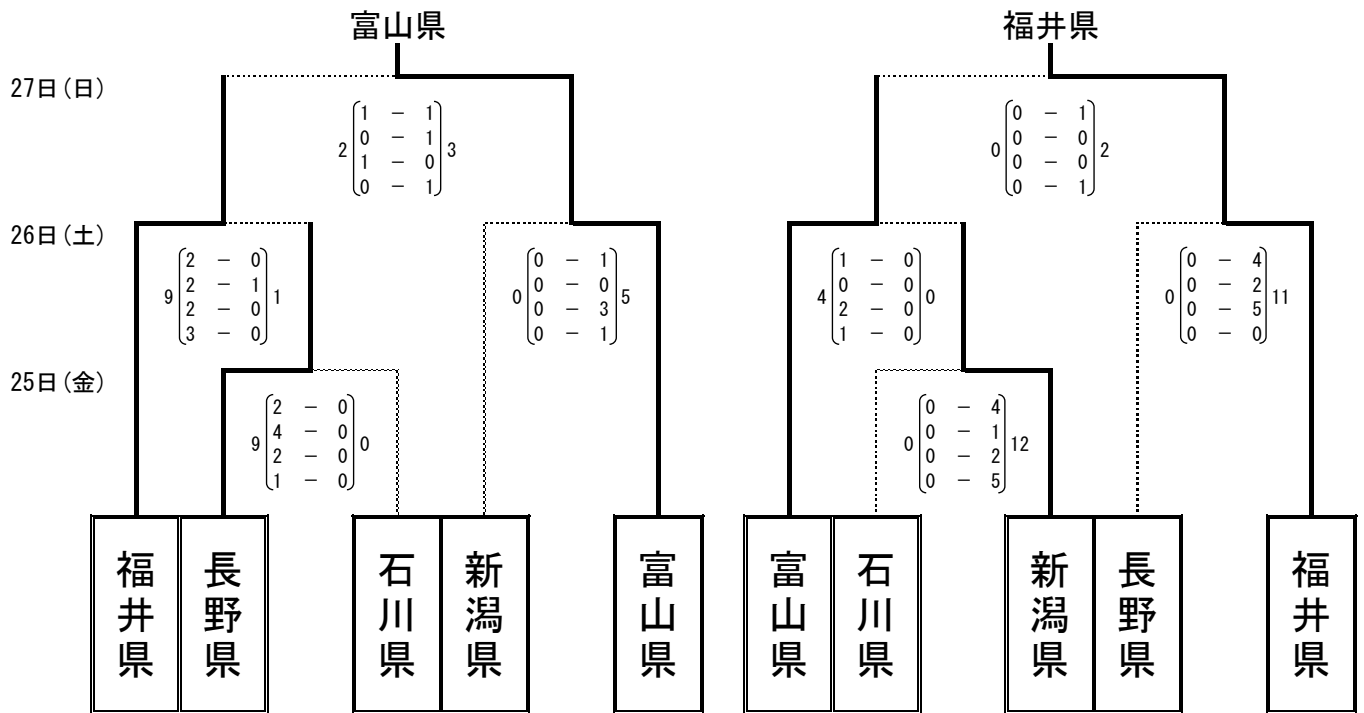 富山県 福井県
27日(日)
2 1 － 1 3
0 － 1
1 － 0
0 － 1
0 0 － 1 2
0 － 0
0 － 0
0 － 1
26日(土)
9 2 － 0 1
2 － 1
2 － 0
3 － 0
0 0 － 1 5
0 － 0
0 － 3
0 － 1
4 1 － 0 0
0 － 0
2 － 0
1 － 0
0 0 － 4 11
0 － 2
0 － 5
0 － 0
25日(金)
9 2 － 0 0
4 － 0
2 － 0
1 － 0
0 0 － 4 12
0 － 1
0 － 2
0 － 5
福井県
長野県
石川県
新潟県
富山県
富山県
石川県
新潟県
長野県
福井県